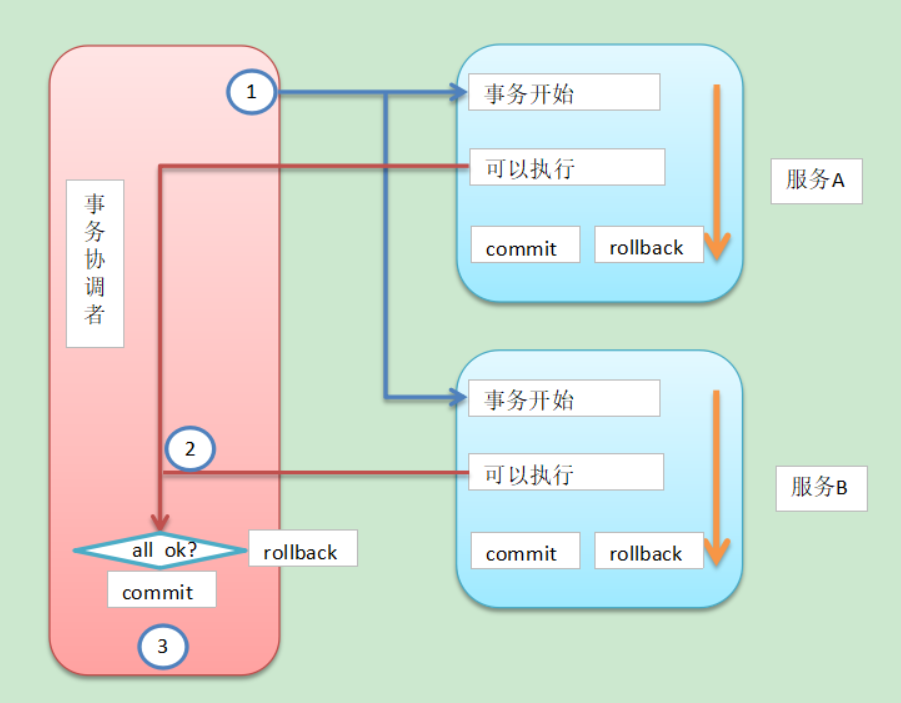 1
事务开始
可以执行
commit
rollback
服务A
事务协调者
事务开始
可以执行
commit
rollback
服务B
2
all ok?
rollback
commit
3